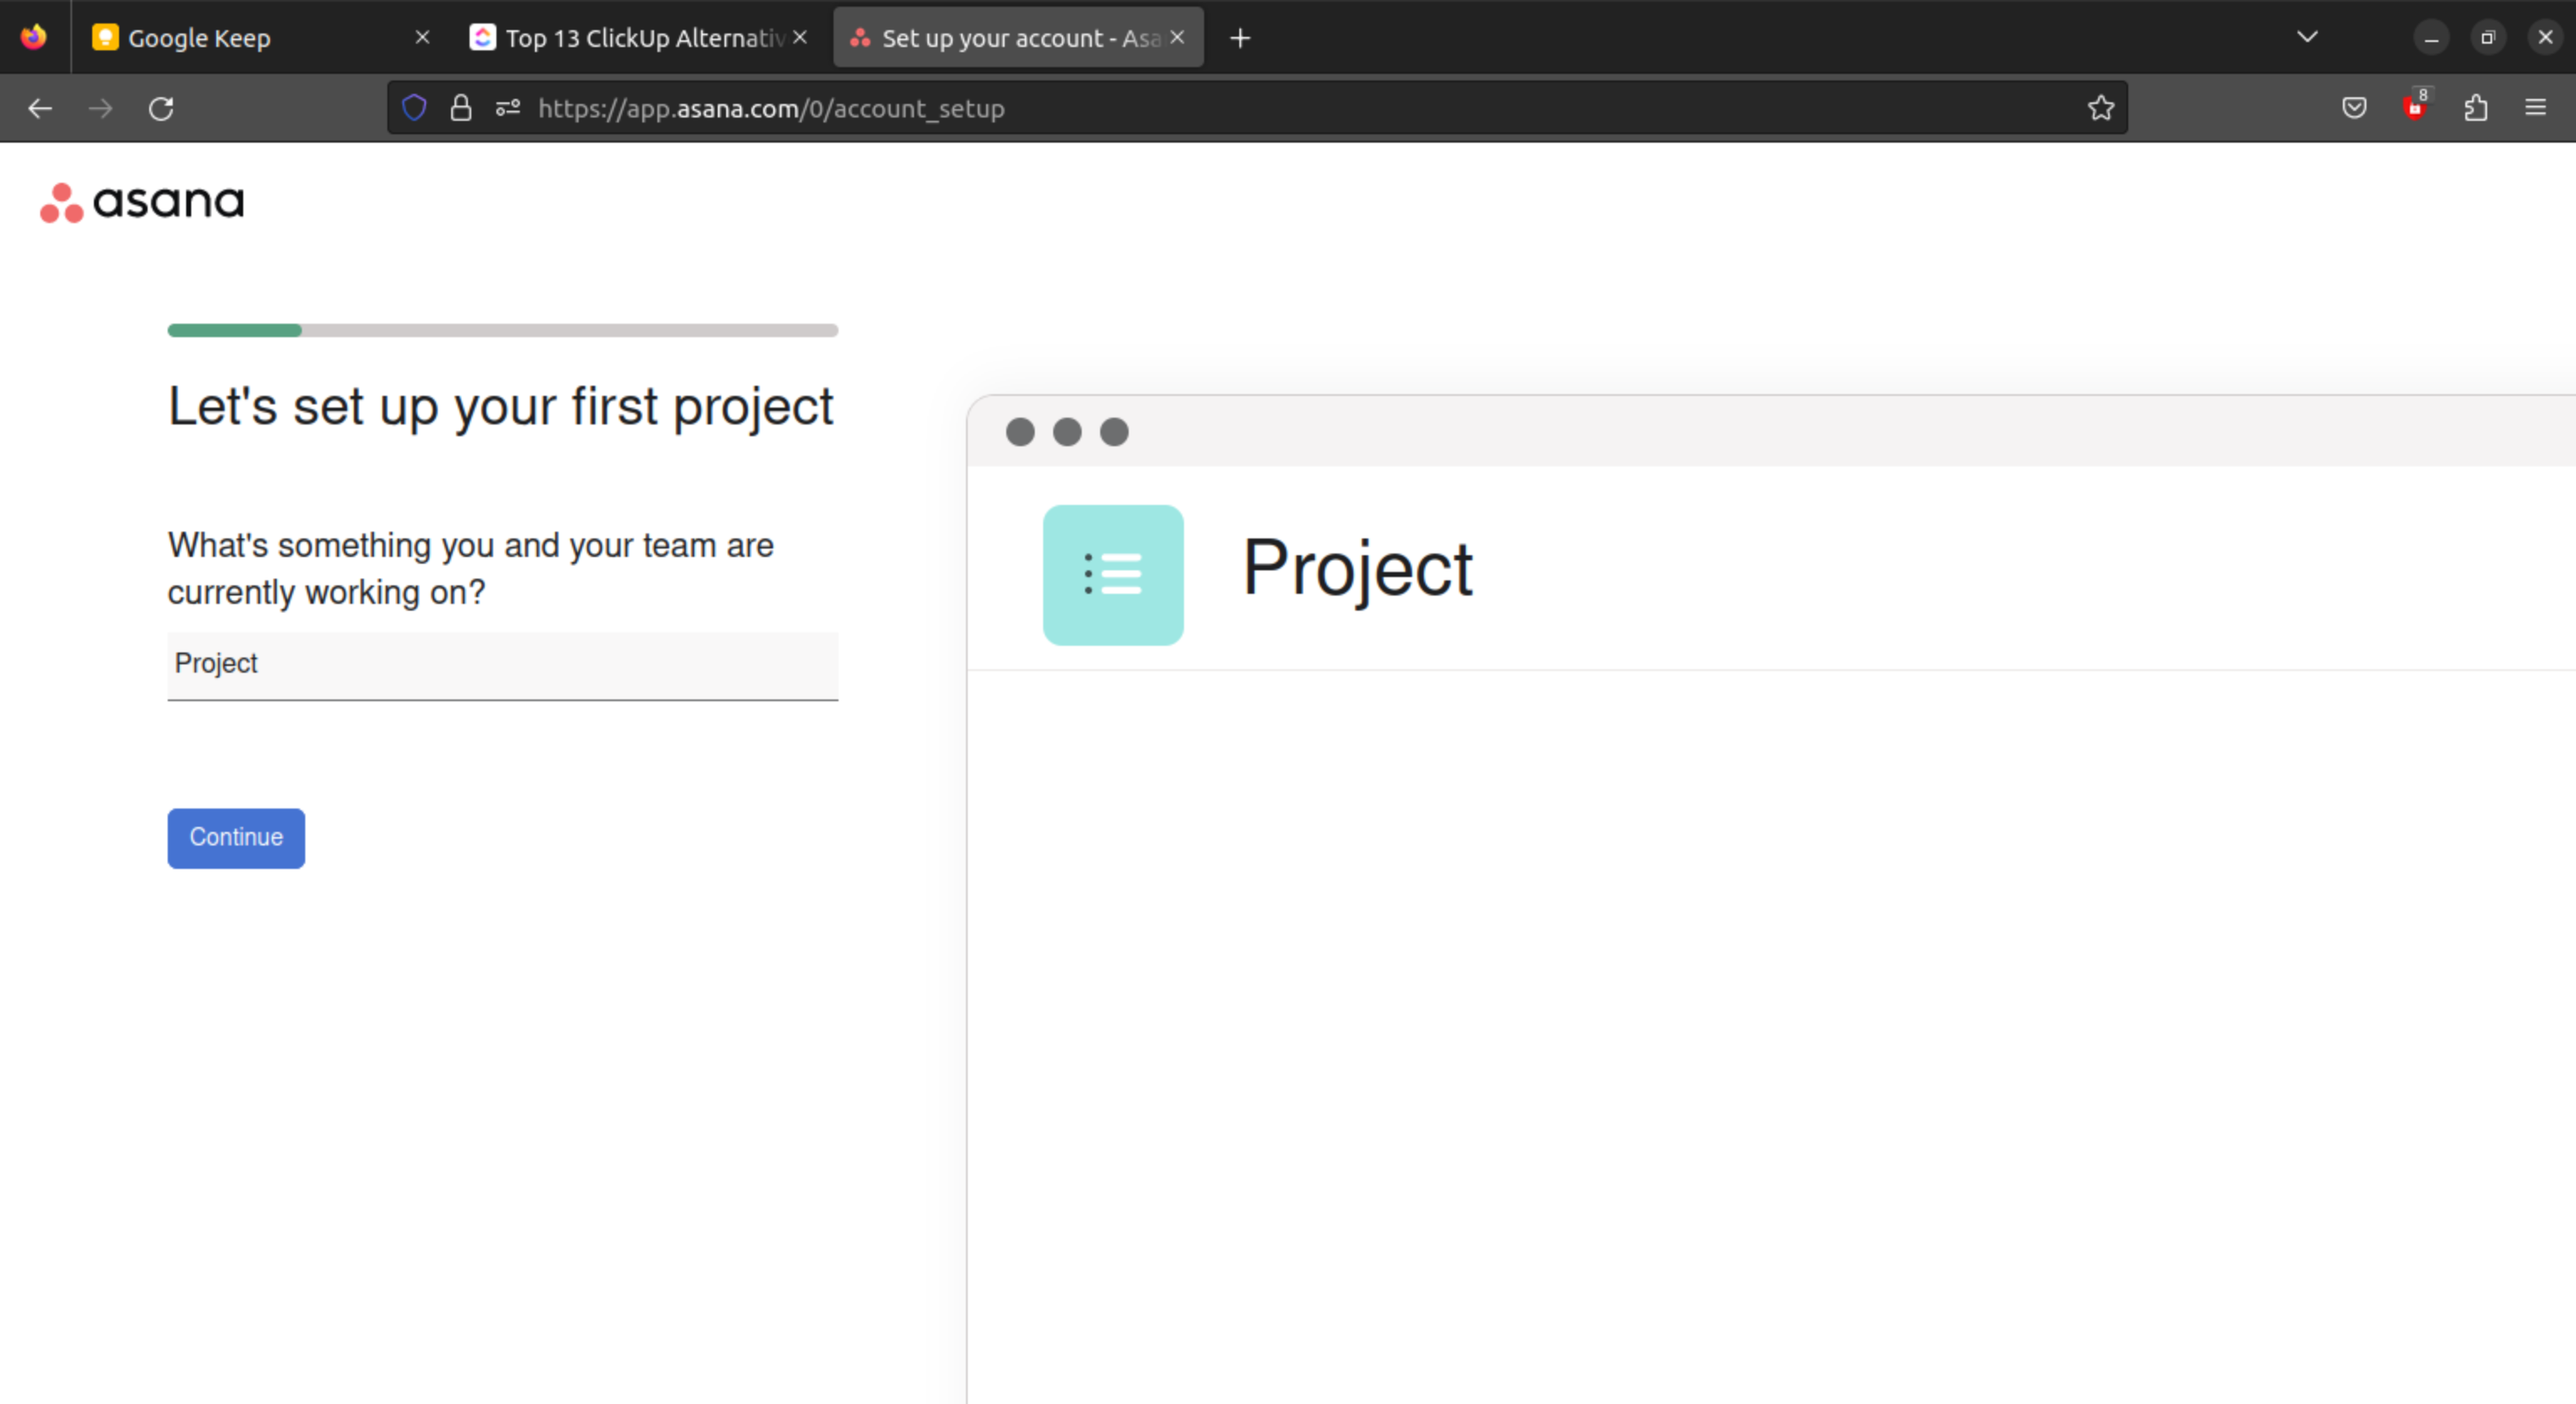 Google Keep
Top 13 ClickUp Alternativ
Set up your account - Asa
https://app.asana.com/0/account_setup
8
asana
Let's set up your first project
What's something you and your team are
currently working on?
Project
Continue
Project